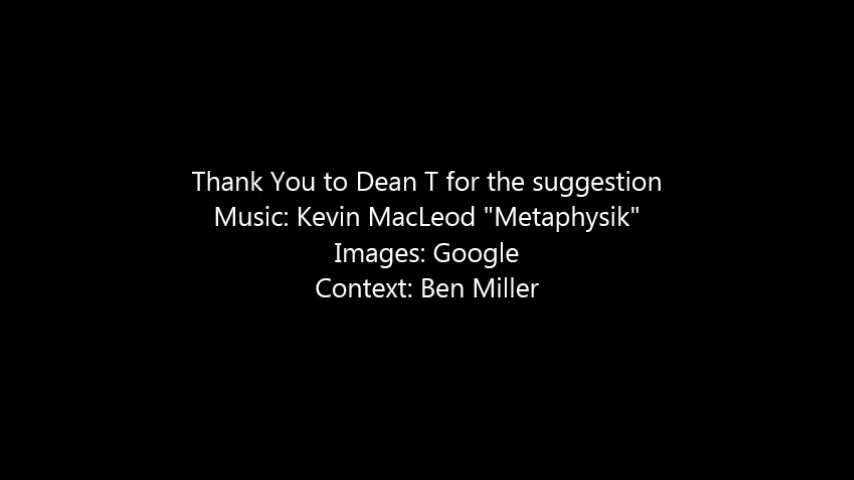 Thank You to Dean T for the suggestion
Music: Kevin MacLeod "Metaphysik"
Images: Google
Context: Ben Miller